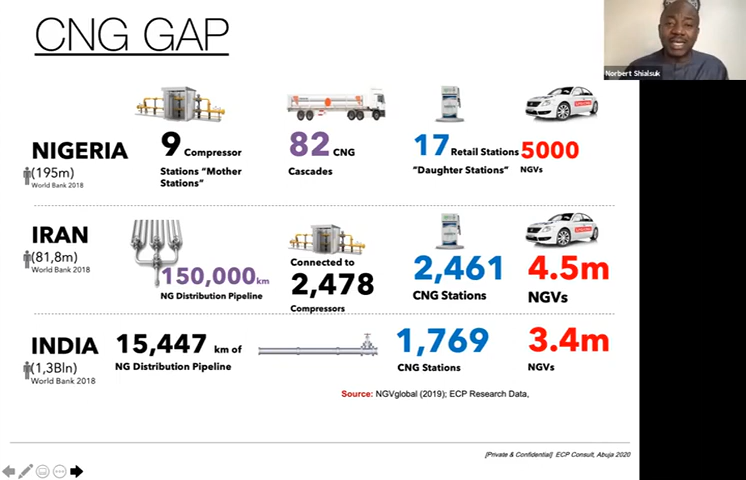 CNG GAP
Norbert Shialsuk
NIGERIA
(195m)
World Bank 2018
9 Compressor
Stations "Mother
Stations"
82 CNG
Cascades
17 Retail Stations
"Daughter Stations"
5000
NGVs
IRAN
(81,8m)
World Bank 2018
150,000km
NG Distribution Pipeline
Connected to
2,478
Compressors
2,461
CNG Stations
4.5m
NGVs
INDIA
(1,3Bln)
World Bank 2018
15,447 km of
NG Distribution Pipeline
1,769
CNG Stations
3.4m
NGVs
Source: NGVglobal (2019); ECP Research Data,
[Private & Confidential] ECP Consult, Abuja 2020